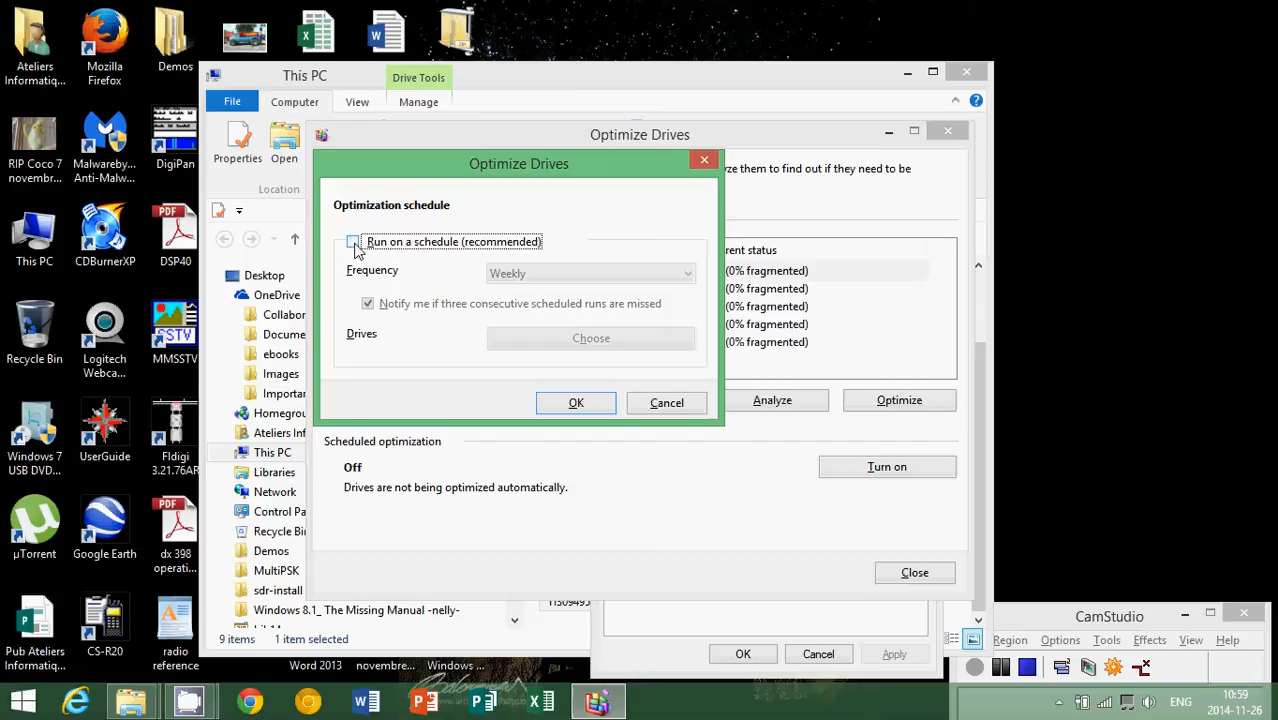 Ateliers
Informatiqu...
Mozilla
Firefox
Demos
This PC
Drive Tools
File
Computer
View
Manage
Properties
Open
Location
RIP Coco 7
novembr...
Malwareby...
Anti-Malw...
DigiPan
Optimize Drives
yze them to find out if they need to be
Optimize Drives
Optimization schedule
Run on a schedule (recommended)
Frequency
Weekly
Notify me if three consecutive scheduled runs are missed
Drives
Choose
OK
Cancel
rent status
(0% fragmented)
(0% fragmented)
(0% fragmented)
(0% fragmented)
(0% fragmented)
Analyze
Optimize
Scheduled optimization
Off
Drives are not being optimized automatically.
Turn on
Close
This PC
CDBurnerXP
PDF
DSP40
Recycle Bin
Logitech
Webca...
SSTV
MMSSTV
Windows 7
USB DVD...
UserGuide
Fldigi
3.21.76AR
µTorrent
Google Earth
PDF
dx 398
operati...
Pub Ateliers
Informatiq...
CS-R20
radio
reference
Desktop
OneDrive
Collabor
Docume
ebooks
Images
Important
Homegrou
Ateliers Inf
This PC
Libraries
Network
Control Pa
Recycle Bin
Demos
MultiPSK
sdr-install
Windows 8.1_ The Missing Manual -nelly-
9 items
1 item selected
OK
Cancel
Apply
Word 2013
novembre...
Windows ...
CamStudio
Region
Options
Tools
Effects
View
Help
ENG
10:59
2014-11-26